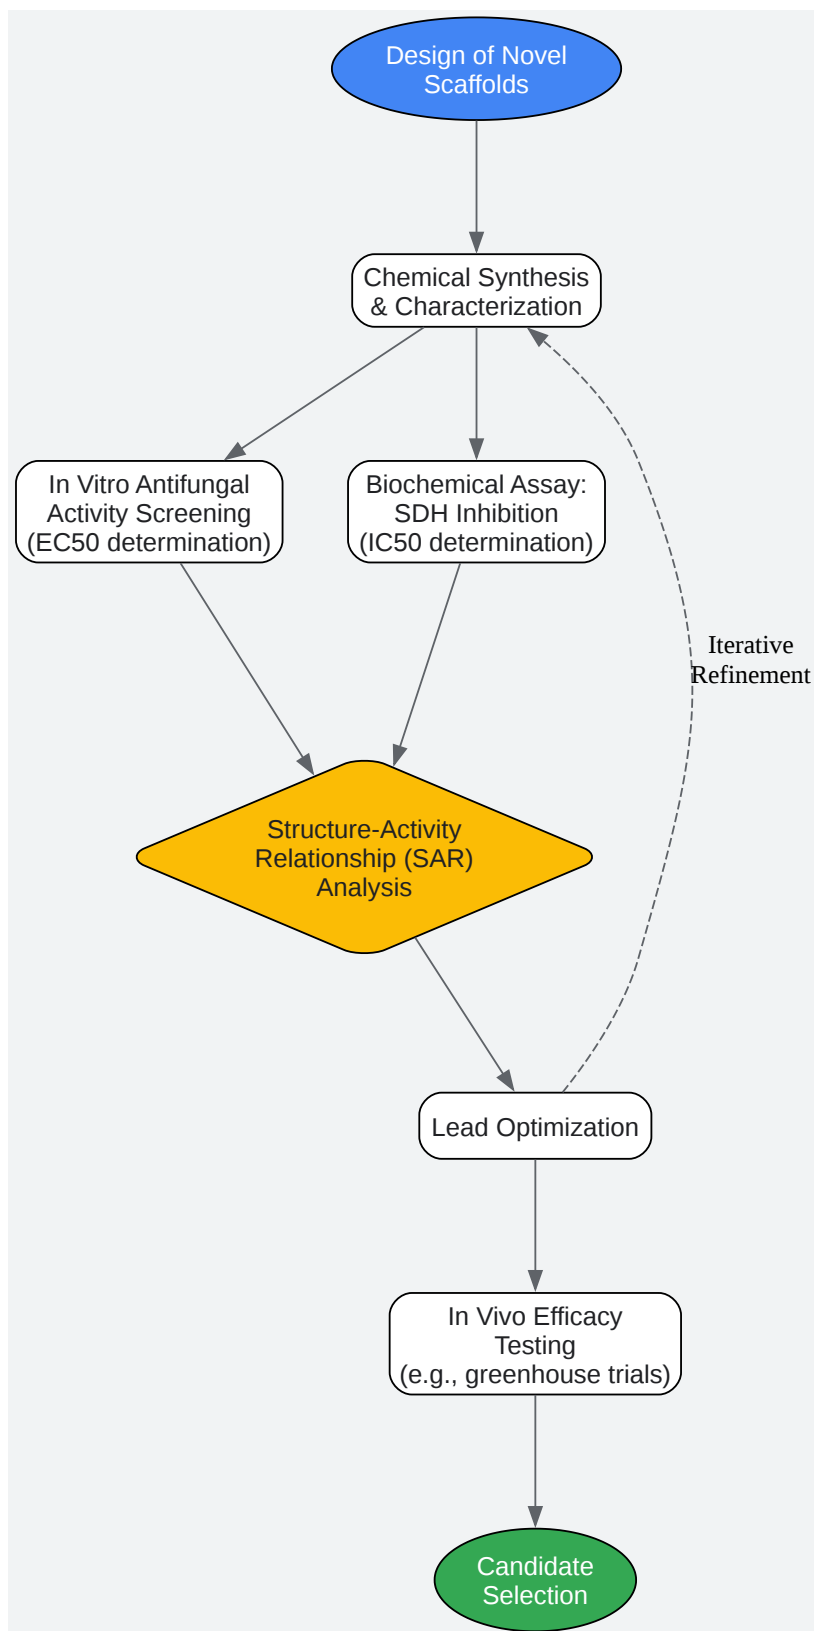 Design of Novel
Scaffolds
Chemical Synthesis
& Characterization
In Vitro Antifungal
Activity Screening
(EC50 determination)
Biochemical Assay:
SDH Inhibition
(IC50 determination)
Iterative
Refinement
Structure-Activity
Relationship (SAR)
Analysis
Lead Optimization
In Vivo Efficacy
Testing
(e.g., greenhouse trials)
Candidate
Selection